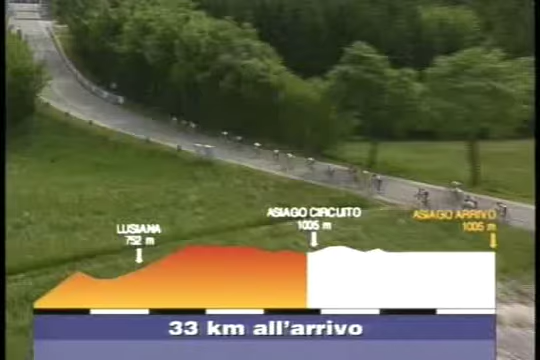 ASIAGO CIRCUITO
1005 m
ASIAGO ARRIVO
1005 m
LUSIANA
752 m
33 km all'arrivo